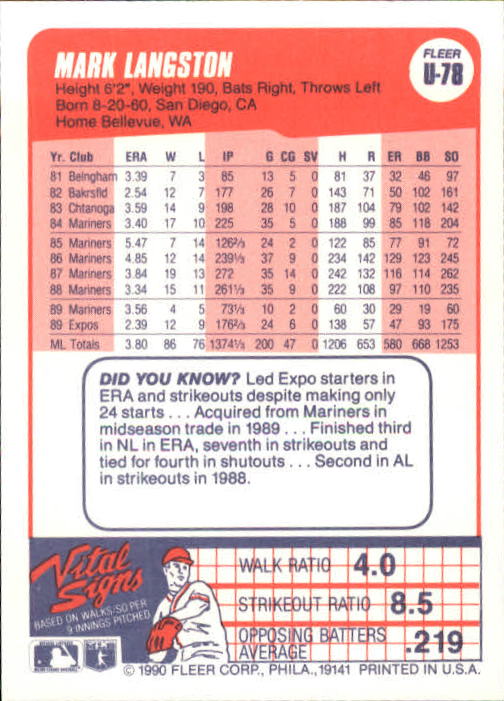 MARK LANGSTON
FLEER
U-78
Height 6'2", Weight 190, Bats Right, Throws Left
Born 8-20-60, San Diego, CA
Home Bellevue, WA
Yr. Club ERA W L IP G CG SV H R ER BB SO
81 Belngham 3.39 7 3 85 13 5 0 81 37 32 46 97
82 Bakrsfld 2.54 12 7 177 26 7 0 143 71 50 102 161
83 Chtanoga 3.59 14 9 198 28 10 0 187 104 79 102 142
84 Mariners 3.40 17 10 225 35 5 0 188 99 85 118 204
85 Mariners 5.47 7 14 126⅔ 24 2 0 122 85 77 91 72
86 Mariners 4.85 12 14 239⅓ 37 9 0 234 142 129 123 245
87 Mariners 3.84 19 13 272 35 14 0 242 132 116 114 262
88 Mariners 3.34 15 11 261⅓ 35 9 0 222 108 97 110 235
89 Mariners 3.56 4 5 73⅓ 10 2 0 60 30 29 19 60
89 Expos 2.39 12 9 176⅔ 24 6 0 138 57 47 93 175
ML Totals 3.80 86 76 1374⅓ 200 47 0 1206 653 580 668 1253
DID YOU KNOW? Led Expo starters in
ERA and strikeouts despite making only
24 starts . . . Acquired from Mariners in
midseason trade in 1989 . . . Finished third
in NL in ERA, seventh in strikeouts and
tied for fourth in shutouts . . . Second in AL
in strikeouts in 1988.
Vital
Signs
BASED ON WALKS/SO PER
9 INNINGS PITCHED
WALK RATIO 4.0
STRIKEOUT RATIO 8.5
OPPOSING BATTERS
AVERAGE .219
© 1990 FLEER CORP., PHILA., 19141 PRINTED IN U.S.A.